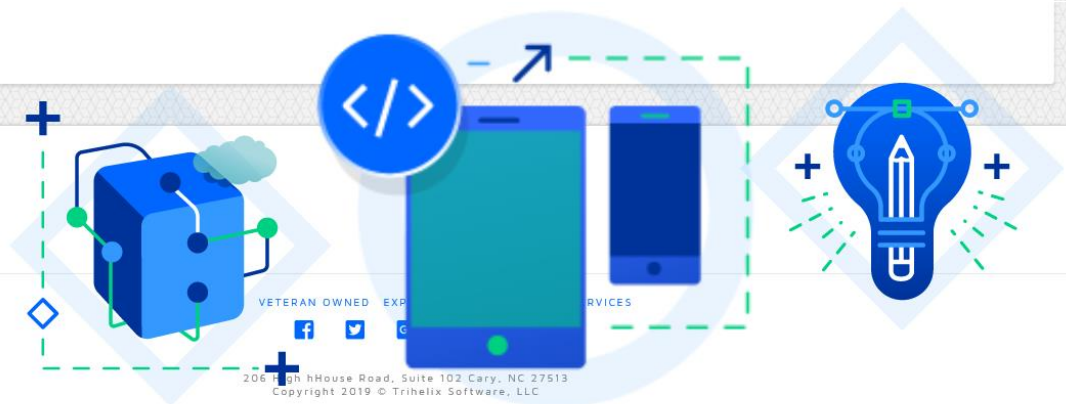 </>
VETERAN OWNED EXP RVICES
206 High hHouse Road, Suite 102 Cary, NC 27513
Copyright 2019 © Trihelix Software, LLC